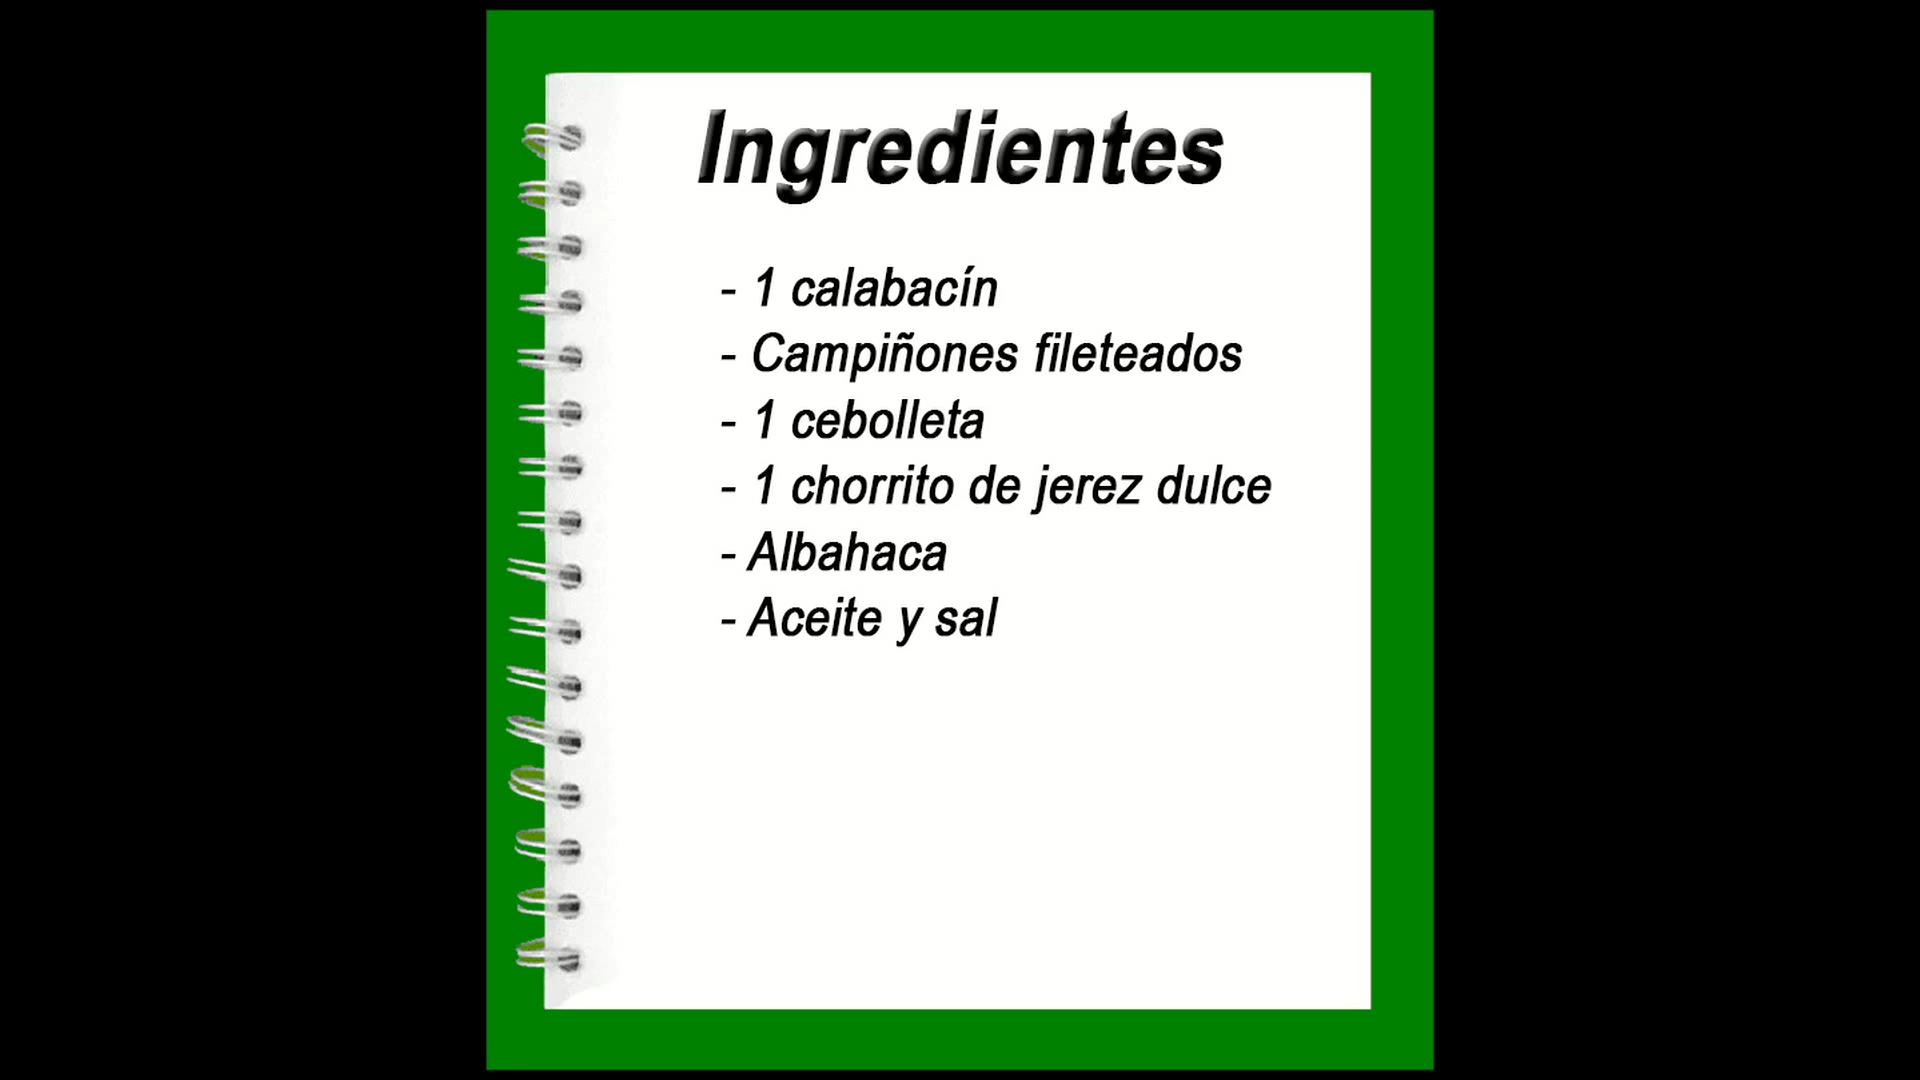 Ingredientes
- 1 calabacín
- Campiñones fileteados
- 1 cebolleta
- 1 chorrito de jerez dulce
- Albahaca
- Aceite y sal